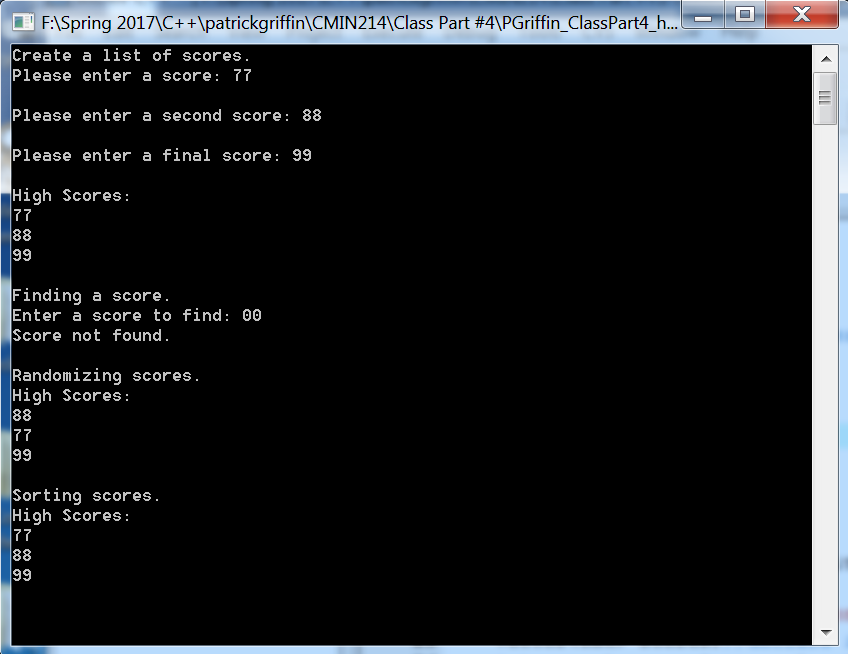 F:\Spring 2017\C++\patrickgriffin\CMIN214\Class Part #4\PGriffin_ClassPart4_h...
Create a list of scores.
Please enter a score: 77
Please enter a second score: 88
Please enter a final score: 99
High Scores:
77
88
99
Finding a score.
Enter a score to find: 00
Score not found.
Randomizing scores.
High Scores:
88
77
99
Sorting scores.
High Scores:
77
88
99